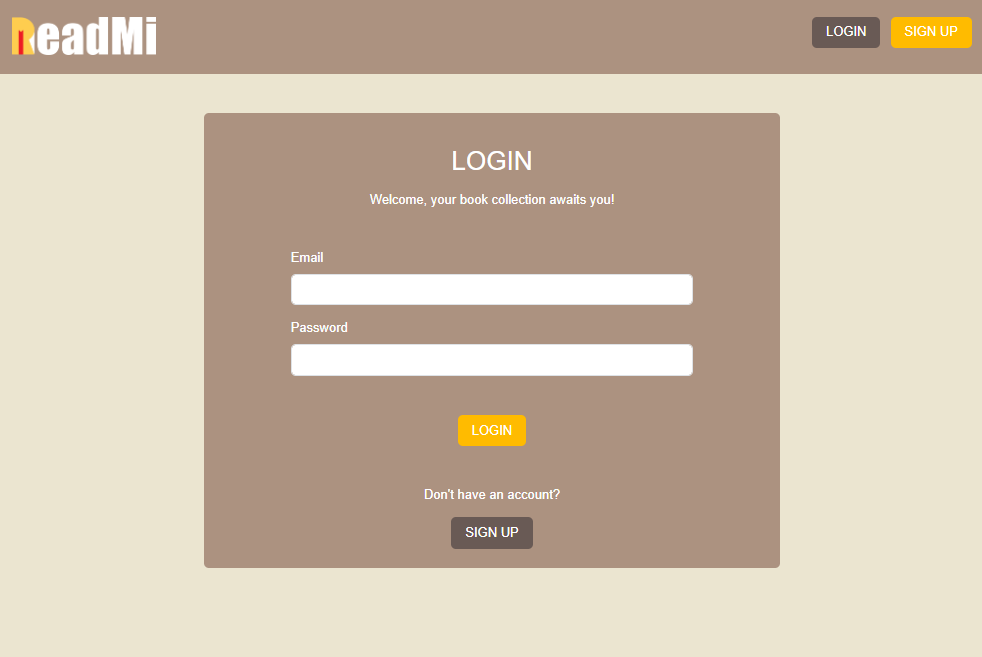 ReadMi
LOGIN
SIGN UP
LOGIN
Welcome, your book collection awaits you!
Email
Password
LOGIN
Don't have an account?
SIGN UP